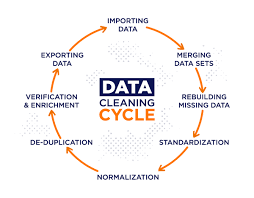 IMPORTING
DATA
MERGING
DATA SETS
REBUILDING
MISSING DATA
STANDARDIZATION
NORMALIZATION
DE-DUPLICATION
VERIFICATION
& ENRICHMENT
EXPORTING
DATA
DATA
CLEANING
CYCLE